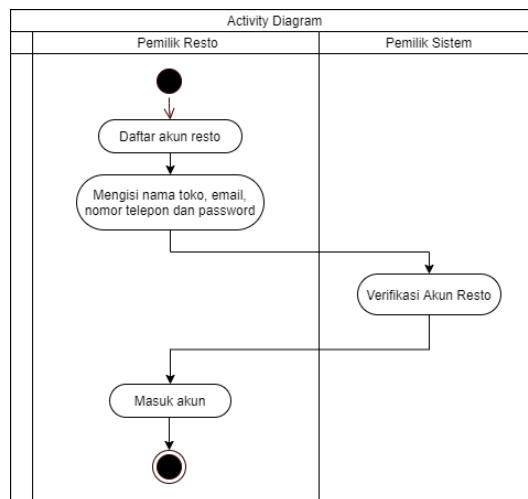 Activity Diagram
Pemilik Resto
Pemilik Sistem
Daftar akun resto
Mengisi nama toko, email,
nomor telepon dan password
Verifikasi Akun Resto
Masuk akun